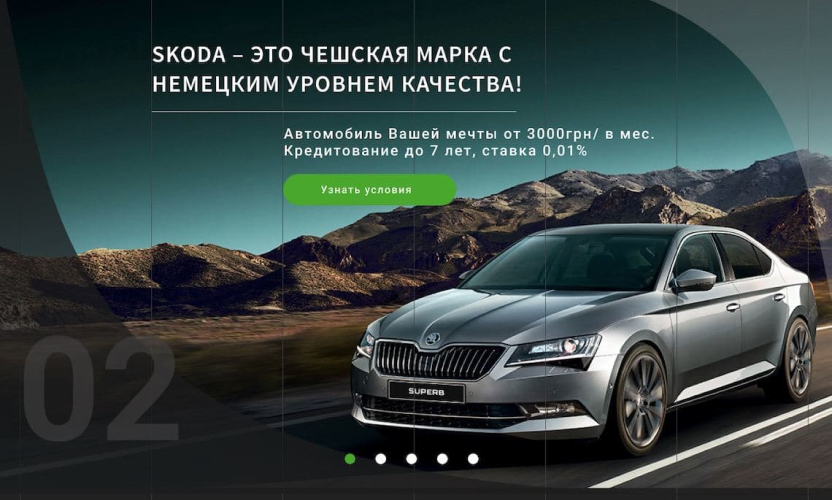 SKODA – ЭТО ЧЕШСКАЯ МАРКА С
НЕМЕЦКИМ УРОВНЕМ КАЧЕСТВА!
Автомобиль Вашей мечты от 3000грн/ в мес.
Кредитование до 7 лет, ставка 0,01%
Узнать условия
02
SUPERB